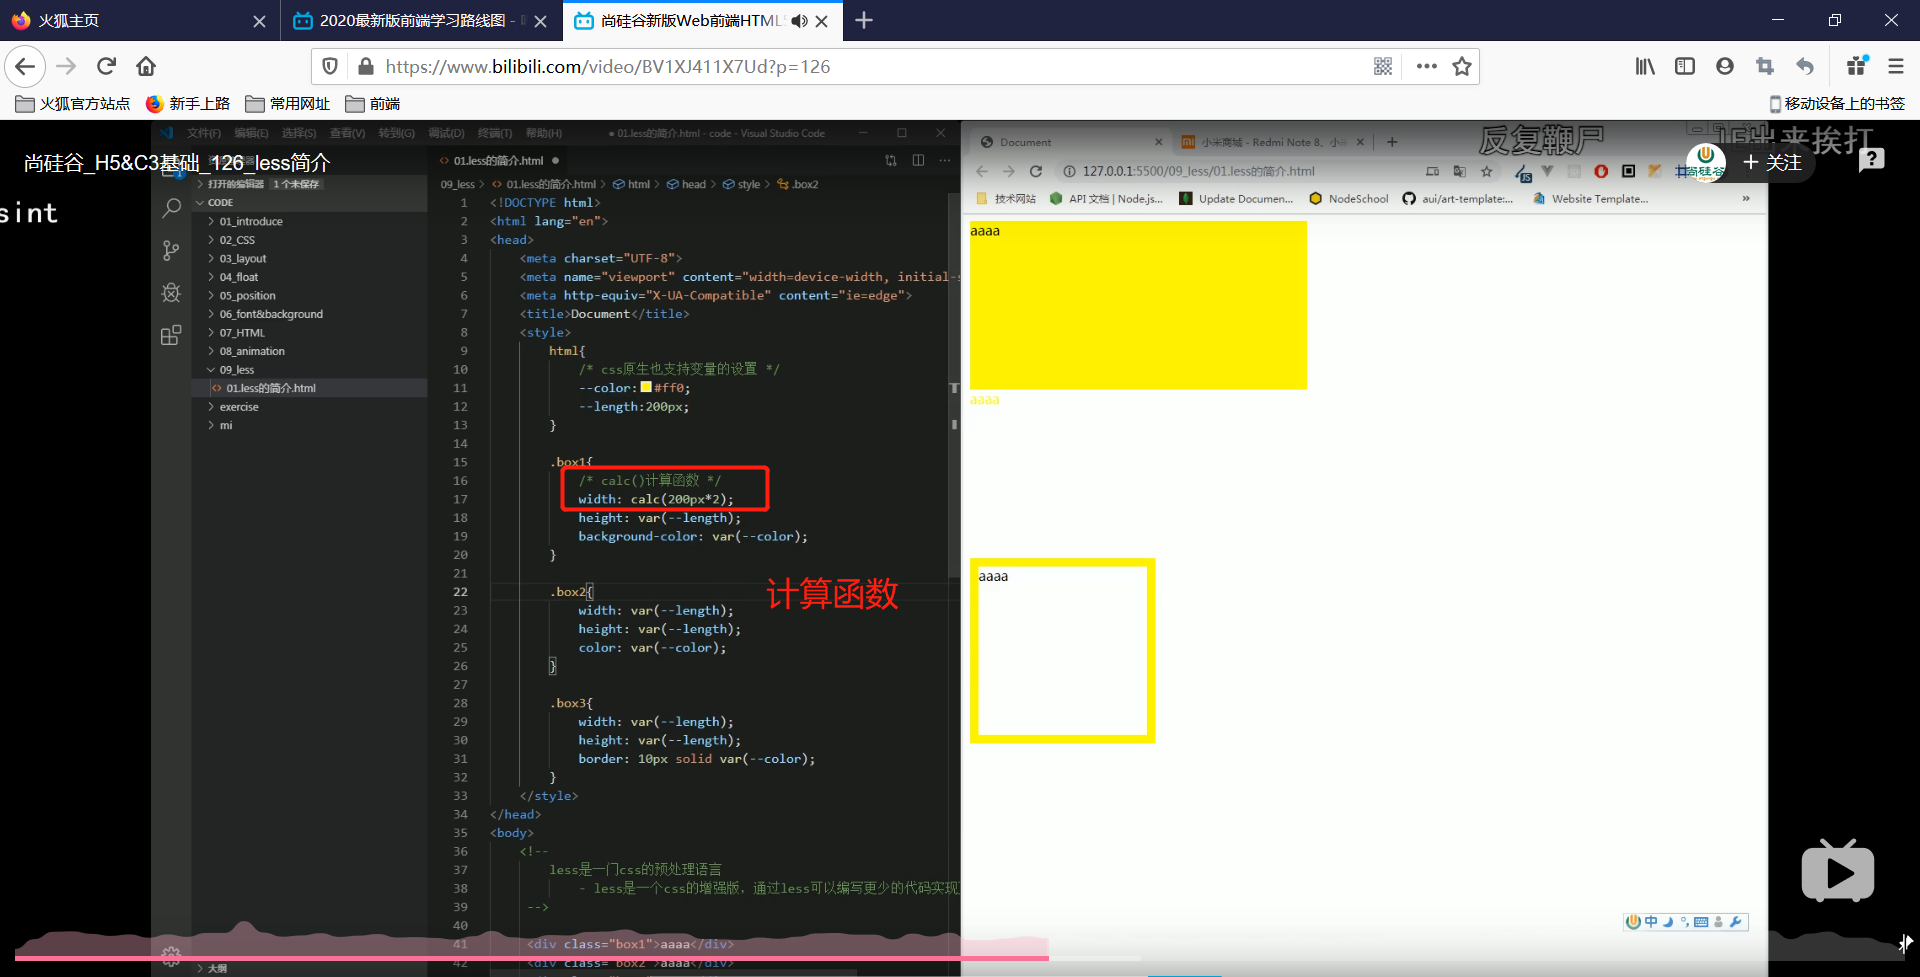 火狐主页
2020最新版前端学习路线图 -
尚硅谷新版Web前端HTML
https://www.bilibili.com/video/BV1XJ411X7Ud?p=126
火狐官方站点 新手上路 常用网址 前端
移动设备上的书签
文件(F) 编辑(E) 选择(S) 查看(V) 转到(G) 调试(D) 终端(T) 帮助(H)
● 01.less的简介.html - code - Visual Studio Code
尚硅谷_H5&C3基础_126_less简介
sint
打开的编辑器 1 个未保存
CODE
01_introduce
02_CSS
03_layout
04_float
05_position
06_font&background
07_HTML
08_animation
09_less
01.less的简介.html
exercise
mi
大纲
01.less的简介.html
09_less > 01.less的简介.html > html > head > style > .box2
1 <!DOCTYPE html>
2 <html lang="en">
3 <head>
4 <meta charset="UTF-8">
5 <meta name="viewport" content="width=device-width, initial-s
6 <meta http-equiv="X-UA-Compatible" content="ie=edge">
7 <title>Document</title>
8 <style>
9 html{
10 /* css原生也支持变量的设置 */
11 --color:#ff0;
12 --length:200px;
13 }
14
15 .box1{
16 /* calc()计算函数 */
17 width: calc(200px*2);
18 height: var(--length);
19 background-color: var(--color);
20 }
21
22 .box2{
计算函数
23 width: var(--length);
24 height: var(--length);
25 color: var(--color);
26 }
27
28 .box3{
29 width: var(--length);
30 height: var(--length);
31 border: 10px solid var(--color);
32 }
33 </style>
34 </head>
35 <body>
36 <!--
37 less是一门css的预处理语言
38 - less是一个css的增强版，通过less可以编写更少的代码实现
39 -->
40
41 <div class="box1">aaaa</div>
42 <div class="box2">aaaa</div>
Document
小米商城 - Redmi Note 8、小
反复鞭尸
IE出来挨打
127.0.0.1:5500/09_less/01.less的简介.html
尚硅谷
+ 关注
技术网站 API 文档 | Node.js... Update Documen... NodeSchool aui/art-template:... Website Template... »
aaaa
aaaa
aaaa
中